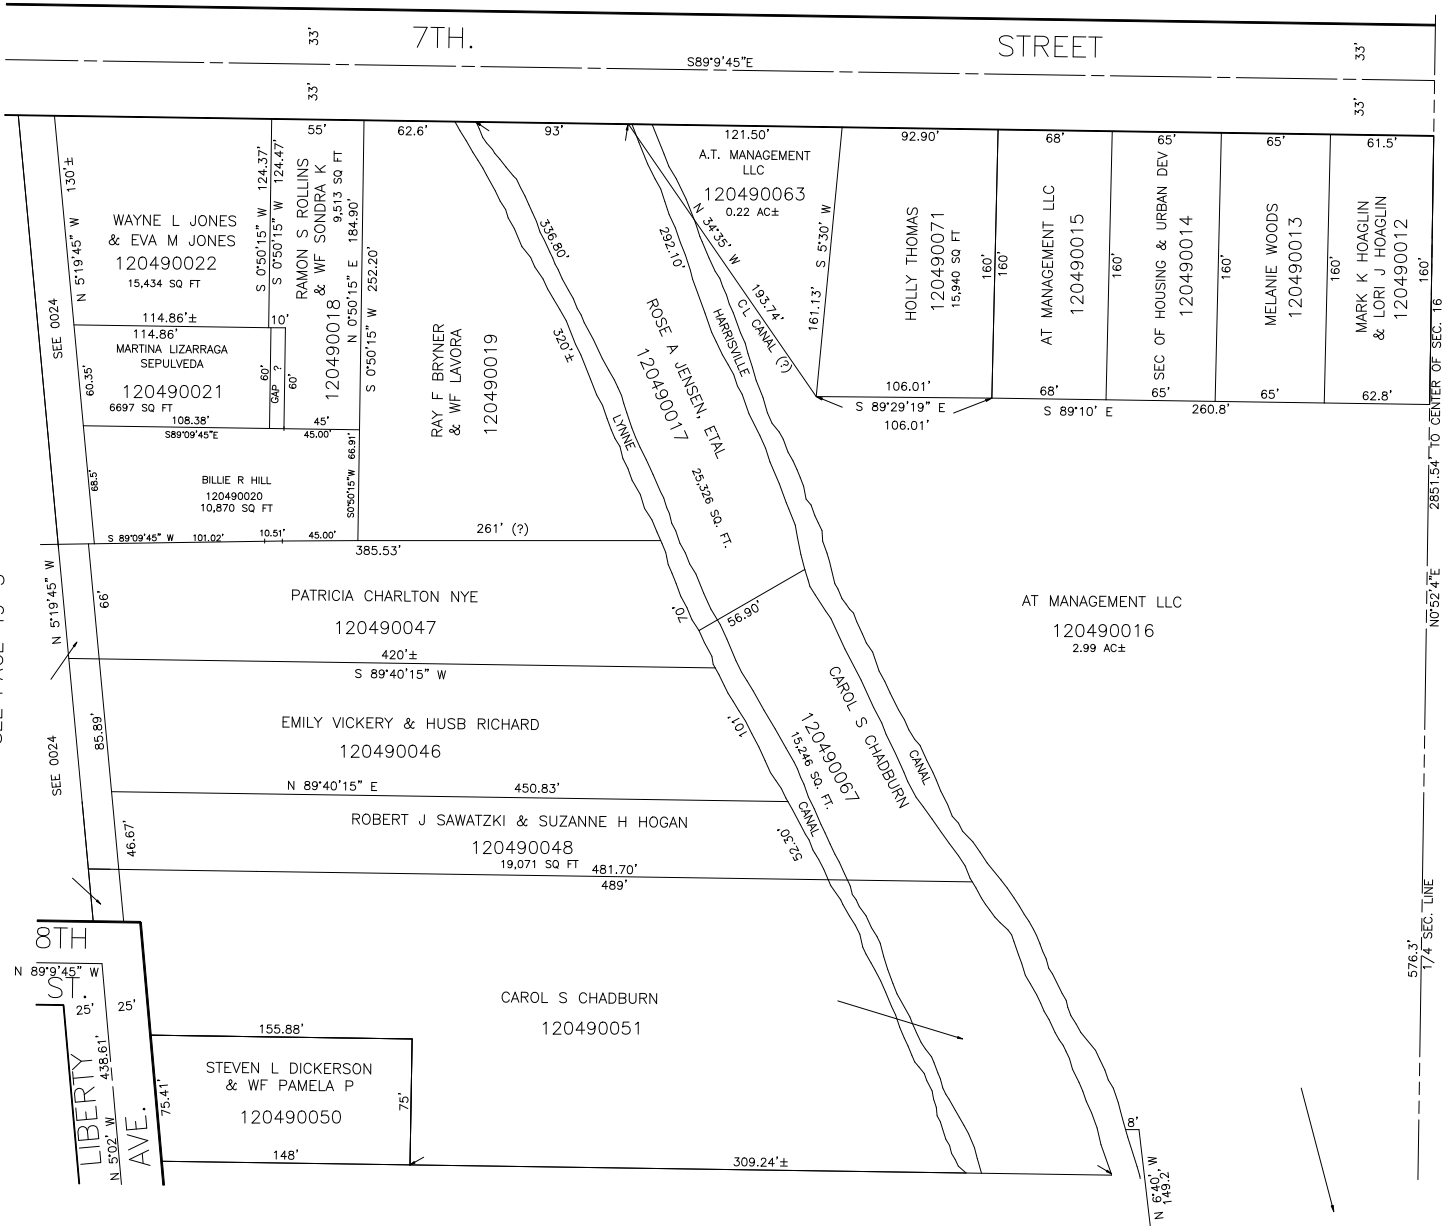 33'
7TH.
STREET
33'
S89°9'45"E
33'
33'
55'
62.6'
93'
121.50'
92.90'
68'
65'
65'
61.5'
130'±
N 5°19'45" W
WAYNE L JONES
& EVA M JONES
120490022
15,434 SQ FT
114.86'±
S 0°50'15" W 124.37'
S 0°50'15" W 124.47'
10'
RAMON S ROLLINS
& WF SONDRA K
120490018
9,513 SQ FT
N 0°50'15" E 184.90'
S 0°50'15" W 252.20'
RAY F BRYNER
& WF LAVORA
120490019
336.80'
320'±
LYNNE
A.T. MANAGEMENT
LLC
120490063
0.22 AC±
N 34°35' W
193.74'
292.10'
HARRISVILLE
C.L. CANAL (?)
S 5°30' W
161.13'
HOLLY THOMAS
120490071
15,940 SQ FT
160'
106.01'
S 89°29'19" E
106.01'
160'
AT MANAGEMENT LLC
120490015
68'
160'
SEC OF HOUSING & URBAN DEV
120490014
65'
160'
MELANIE WOODS
120490013
65'
160'
MARK K HOAGLIN
& LORI J HOAGLIN
120490012
160'
62.8'
S 89°10' E
260.8'
2851.54' TO CENTER OF SEC. 16
SEE 0024
114.86'
MARTINA LIZARRAGA
SEPULVEDA
120490021
6697 SQ FT
60.35'
60'
GAP ?
60'
108.38'
S89°09'45"E
45'
45.00'
ROSE A JENSEN, ETAL
120490017
25,326 SQ. FT.
68.5'
BILLIE R HILL
120490020
10,870 SQ FT
S0°50'15"W 66.91'
S 89°09'45" W 101.02'
10.51'
45.00'
261' (?)
385.53'
N 5°19'45" W
66'
PATRICIA CHARLTON NYE
120490047
420'±
S 89°40'15" W
70'
56.90'
AT MANAGEMENT LLC
120490016
2.99 AC±
N0°52'4"E
SEE 0024
85.89'
EMILY VICKERY & HUSB RICHARD
120490046
N 89°40'15" E
450.83'
101'
CAROL S CHADBURN
120490067
15,246 SQ. FT.
CANAL
CANAL
46.67'
ROBERT J SAWATZKI & SUZANNE H HOGAN
120490048
19,071 SQ FT
481.70'
489'
52.30'
576.3'
1/4 SEC. LINE
8TH
N 89°9'45" W
ST.
25'
25'
438.61'
LIBERTY
AVE.
N 5°02' W
CAROL S CHADBURN
120490051
155.88'
STEVEN L DICKERSON
& WF PAMELA P
120490050
75.41'
75'
148'
309.24'±
8'
N 6°40' W
149.2'